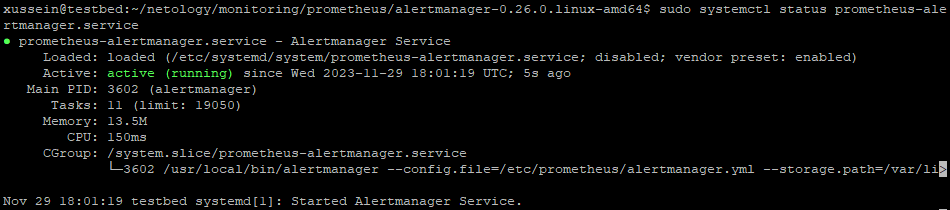 xussein@testbed:~/netology/monitoring/prometheus/alertmanager-0.26.0.linux-amd64$ sudo systemctl status prometheus-ale
rtmanager.service
● prometheus-alertmanager.service - Alertmanager Service
Loaded: loaded (/etc/systemd/system/prometheus-alertmanager.service; disabled; vendor preset: enabled)
Active: active (running) since Wed 2023-11-29 18:01:19 UTC; 5s ago
Main PID: 3602 (alertmanager)
Tasks: 11 (limit: 19050)
Memory: 13.5M
CPU: 150ms
CGroup: /system.slice/prometheus-alertmanager.service
└─3602 /usr/local/bin/alertmanager --config.file=/etc/prometheus/alertmanager.yml --storage.path=/var/li>
Nov 29 18:01:19 testbed systemd[1]: Started Alertmanager Service.